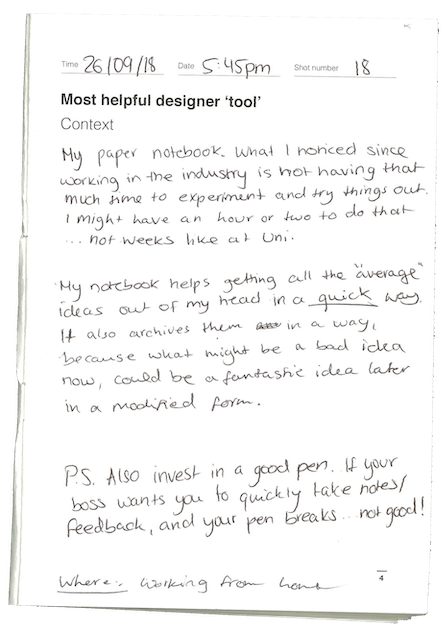 Time 26/09/18 Date 5:45pm Shot number 18
Most helpful designer 'tool'
Context
My paper notebook. What I noticed since
working in the industry is not having that
much time to experiment and try things out.
I might have an hour or two to do that
... not weeks like at Uni.
My notebook helps getting all the "average"
ideas out of my head in a quick way.
It also archives them in a way,
because what might be a bad idea
now, could be a fantastic idea later
in a modified form.
P.S. Also invest in a good pen. If your
boss wants you to quickly take notes/
feedback, and your pen breaks... not good!
Where: Working from home
4